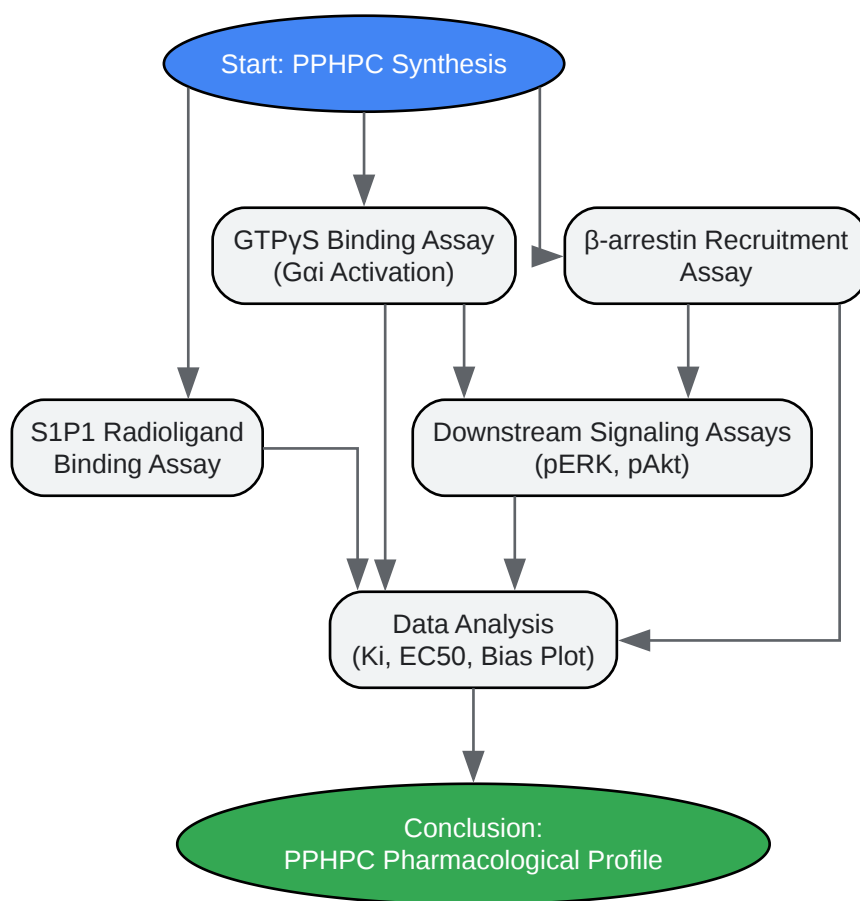 Start: PPHPC Synthesis
GTPγS Binding Assay
(Gαi Activation)
β-arrestin Recruitment
Assay
S1P1 Radioligand
Binding Assay
Downstream Signaling Assays
(pERK, pAkt)
Data Analysis
(Ki, EC50, Bias Plot)
Conclusion:
PPHPC Pharmacological Profile